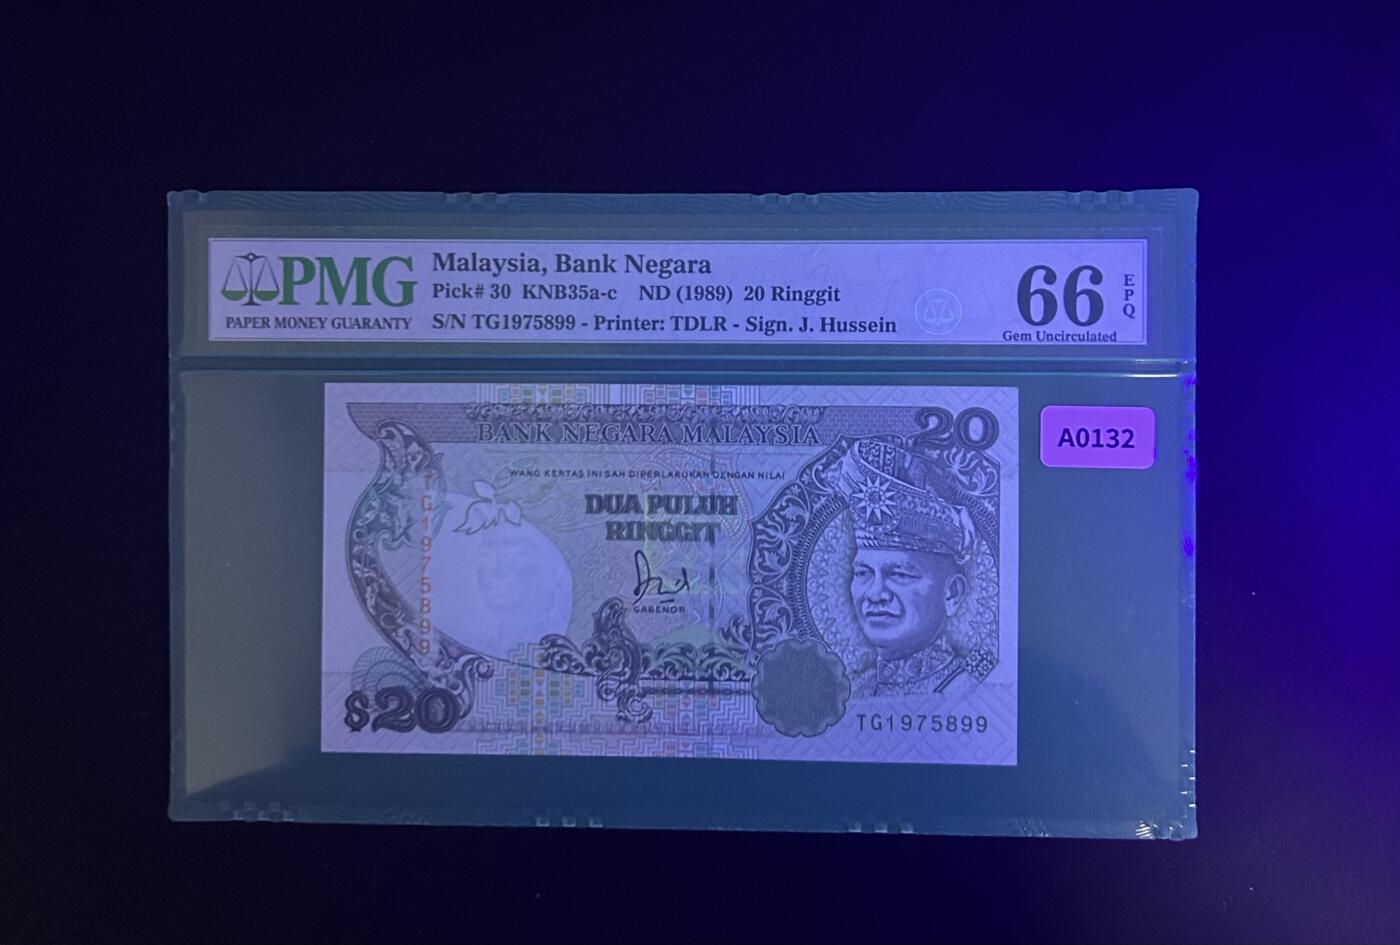 PMG
PAPER MONEY GUARANTY
Malaysia, Bank Negara
Pick# 30 KNB35a-c ND (1989) 20 Ringgit
S/N TG1975899 - Printer: TDLR - Sign. J. Hussein
66
EPQ
Gem Uncirculated
BANK NEGARA MALAYSIA
20
A0132
WANG KERTAS INI SAH DIPERLAKUKAN DENGAN NILAI
DUA PULUH
RINGGIT
TG1975899
GABENOR
$20
TG1975899